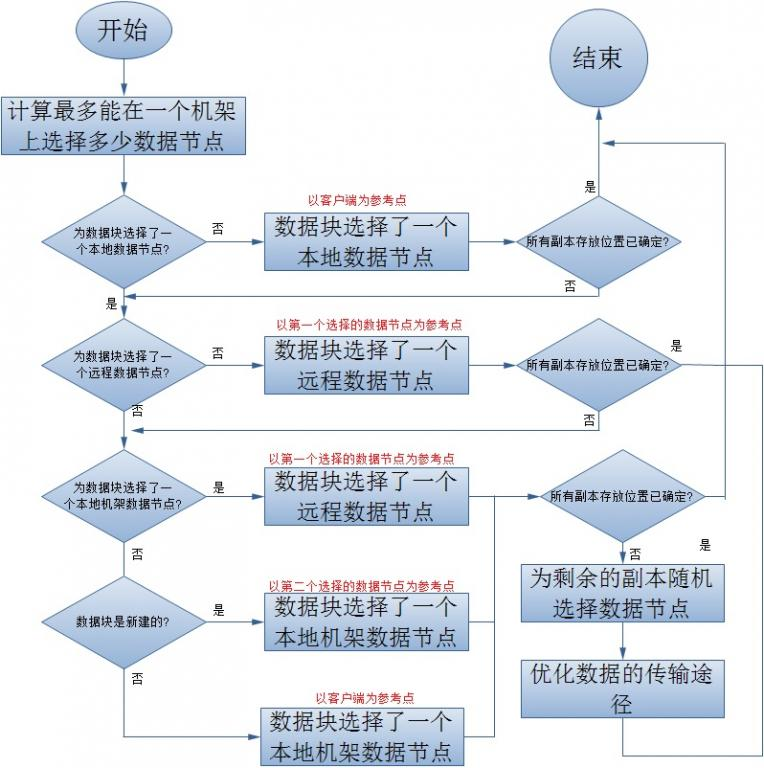 开始
结束
计算最多能在一个机架
上选择多少数据节点
为数据块选择了一
个本地数据节点?
否
以客户端为参考点
数据块选择了一个
本地数据节点
所有副本存放位置已确定?
是
否
是
为数据块选择了一
个远程数据节点?
否
以第一个选择的数据节点为参考点
数据块选择了一个
远程数据节点
所有副本存放位置已确定?
是
否
否
为数据块选择了一
个本地机架数据节点?
是
以第一个选择的数据节点为参考点
数据块选择了一个
远程数据节点
所有副本存放位置已确定?
是
否
否
数据块是新建的?
是
以第二个选择的数据节点为参考点
数据块选择了一个
本地机架数据节点
为剩余的副本随机
选择数据节点
否
以客户端为参考点
数据块选择了一个
本地机架数据节点
优化数据的传输途
径